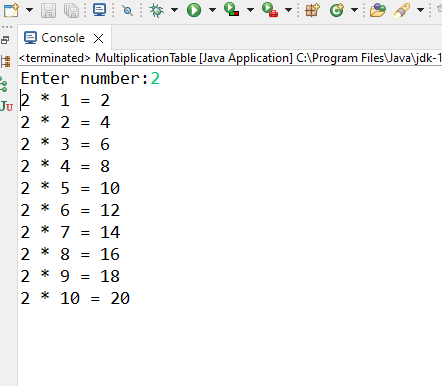 Console
<terminated> MultiplicationTable [Java Application] C:\Program Files\Java\jdk-1
Enter number:2
2 * 1 = 2
2 * 2 = 4
2 * 3 = 6
2 * 4 = 8
2 * 5 = 10
2 * 6 = 12
2 * 7 = 14
2 * 8 = 16
2 * 9 = 18
2 * 10 = 20
Ju